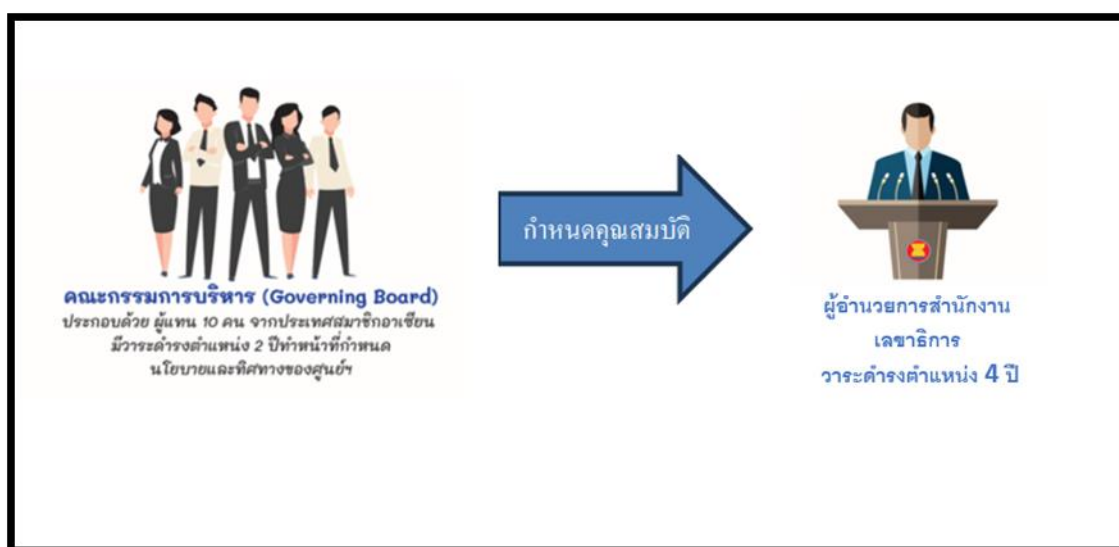 คณะกรรมการบริหาร (Governing Board)
ประกอบด้วย ผู้แทน 10 คน จากประเทศสมาชิกอาเซียน
มีวาระดำรงตำแหน่ง 2 ปีทำหน้าที่กำหนด
นโยบายและทิศทางของศูนย์ฯ
กำหนดคุณสมบัติ
ผู้อำนวยการสำนักงาน
เลขาธิการ
วาระดำรงตำแหน่ง 4 ปี